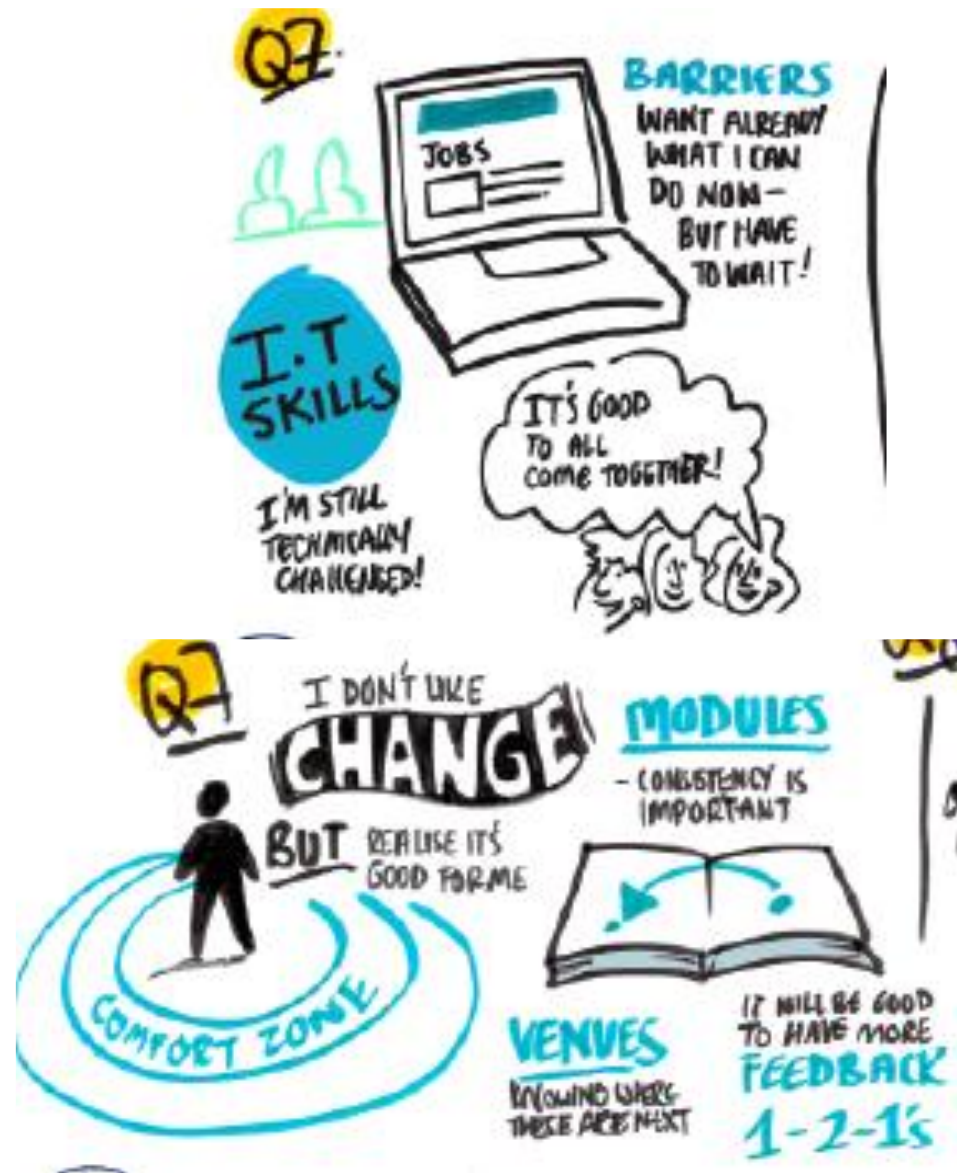 Q7.
JOBS
BARRIERS
WANT ALREADY
WHAT I CAN
DO NOW -
BUT HAVE
TO WAIT!
I.T
SKILLS
I'M STILL
TECHNICALLY
CHALLENGED!
IT'S GOOD
TO ALL
COME TOGETHER!
Q7
I DON'T LIKE
CHANGE
BUT REALISE IT'S
GOOD FOR ME
COMFORT ZONE
MODULES
- CONSISTENCY IS
IMPORTANT
VENUES
KNOWING WHERE
THESE ARE NEXT
IT WILL BE GOOD
TO HAVE MORE
FEEDBACK
1-2-1's